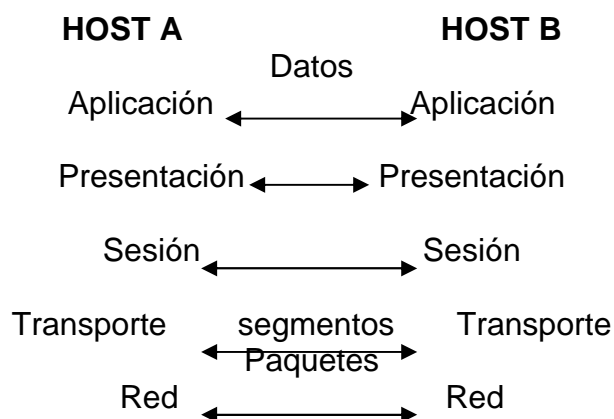 HOST A HOST B
Datos
Aplicación Aplicación
Presentación Presentación
Sesión Sesión
Transporte segmentos Transporte
Paquetes
Red Red